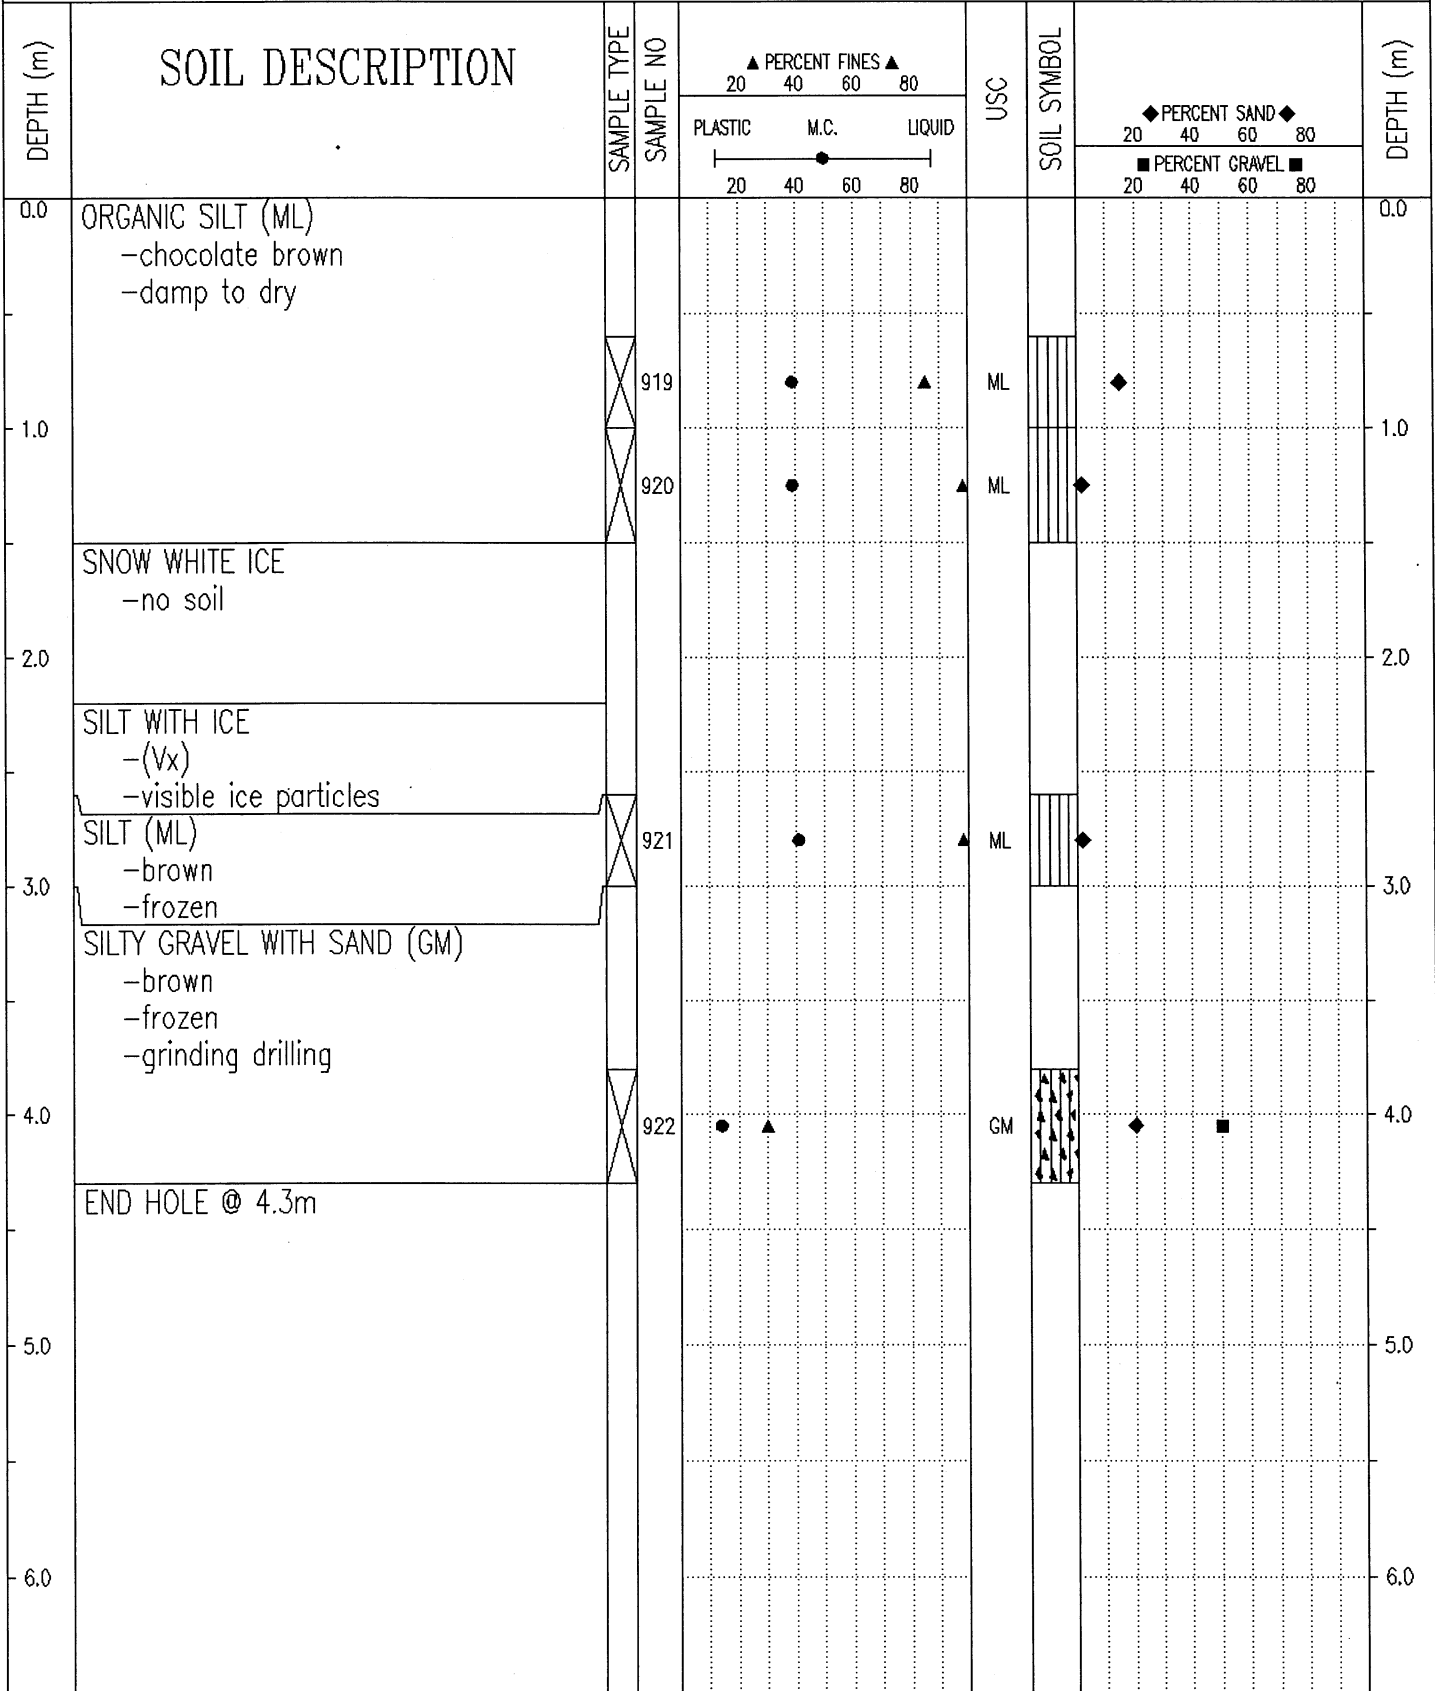 DEPTH (m)
SOIL DESCRIPTION
SAMPLE TYPE
SAMPLE NO
▲ PERCENT FINES ▲
20 40 60 80
PLASTIC M.C. LIQUID
20 40 60 80
USC
SOIL SYMBOL
◆ PERCENT SAND ◆
20 40 60 80
■ PERCENT GRAVEL ■
20 40 60 80
DEPTH (m)
0.0 ORGANIC SILT (ML) 0.0
-chocolate brown
-damp to dry
919 ML
1.0 1.0
920 ML
SNOW WHITE ICE
-no soil
2.0 2.0
SILT WITH ICE
-(Vx)
-visible ice particles
SILT (ML)
921 ML
-brown
3.0 3.0
-frozen
SILTY GRAVEL WITH SAND (GM)
-brown
-frozen
-grinding drilling
4.0 4.0
922 GM
END HOLE @ 4.3m
5.0 5.0
6.0 6.0